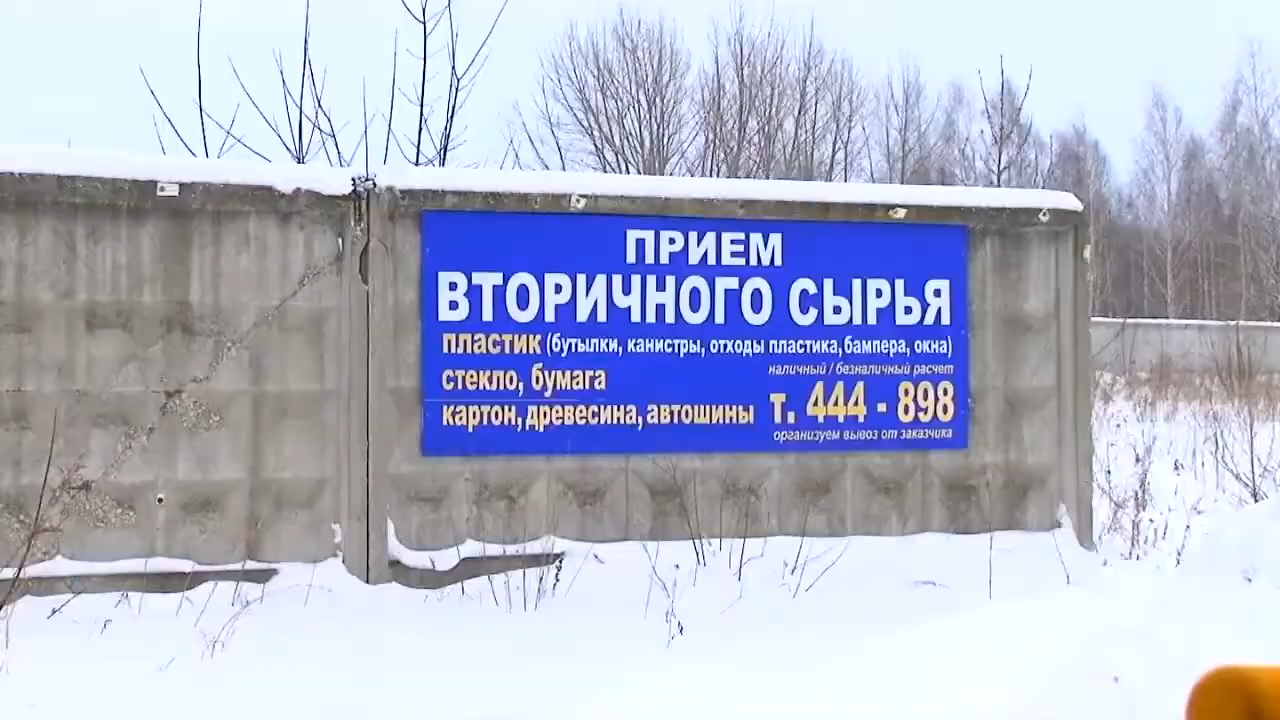 ПРИЕМ
ВТОРИЧНОГО СЫРЬЯ
пластик (бутылки, канистры, отходы пластика, бампера, окна)
стекло, бумага
картон, древесина, автошины
наличный / безналичный расчет
т. 444 - 898
организуем вывоз от заказчика